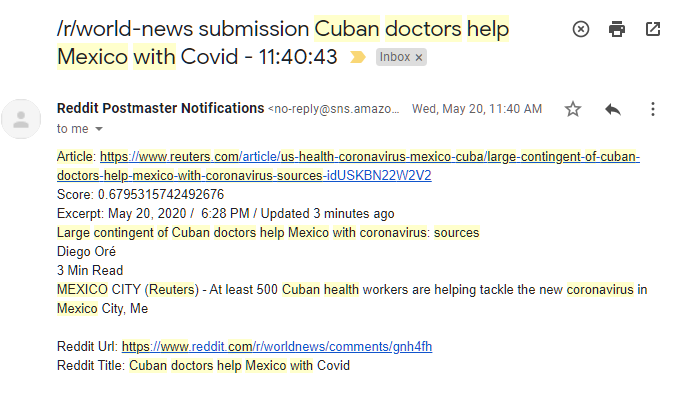 /r/world-news submission Cuban doctors help
Mexico with Covid - 11:40:43
Inbox ×
Reddit Postmaster Notifications <no-reply@sns.amazo... Wed, May 20, 11:40 AM
to me
Article: https://www.reuters.com/article/us-health-coronavirus-mexico-cuba/large-contingent-of-cuban-
doctors-help-mexico-with-coronavirus-sources-idUSKBN22W2V2
Score: 0.6795315742492676
Excerpt: May 20, 2020 / 6:28 PM / Updated 3 minutes ago
Large contingent of Cuban doctors help Mexico with coronavirus: sources
Diego Oré
3 Min Read
MEXICO CITY (Reuters) - At least 500 Cuban health workers are helping tackle the new coronavirus in
Mexico City, Me
Reddit Url: https://www.reddit.com/r/worldnews/comments/gnh4fh
Reddit Title: Cuban doctors help Mexico with Covid